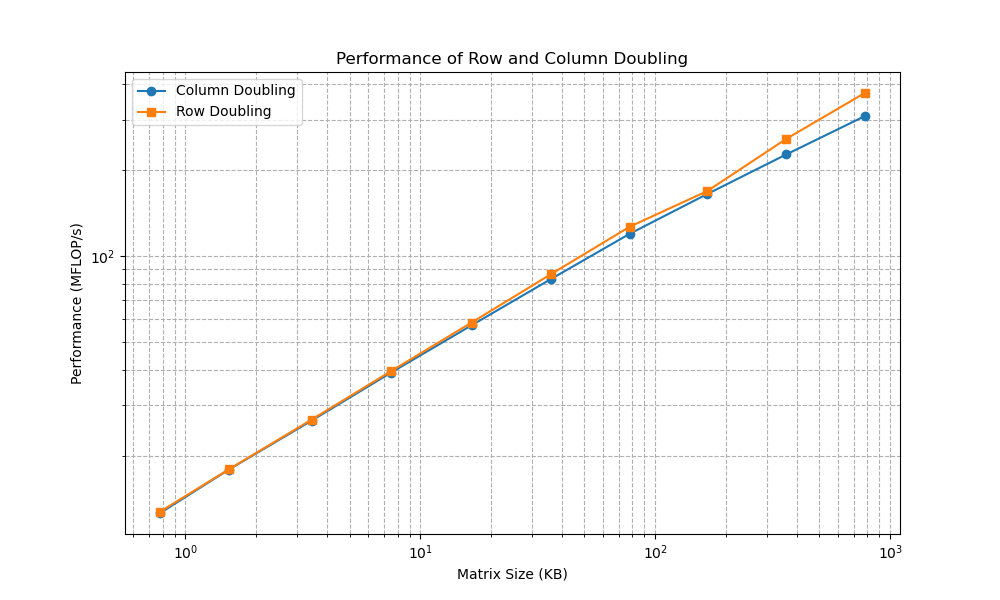 Performance of Row and Column Doubling
Column Doubling
Row Doubling
Performance (MFLOP/s)
10²
10⁰ 10¹ 10² 10³
Matrix Size (KB)